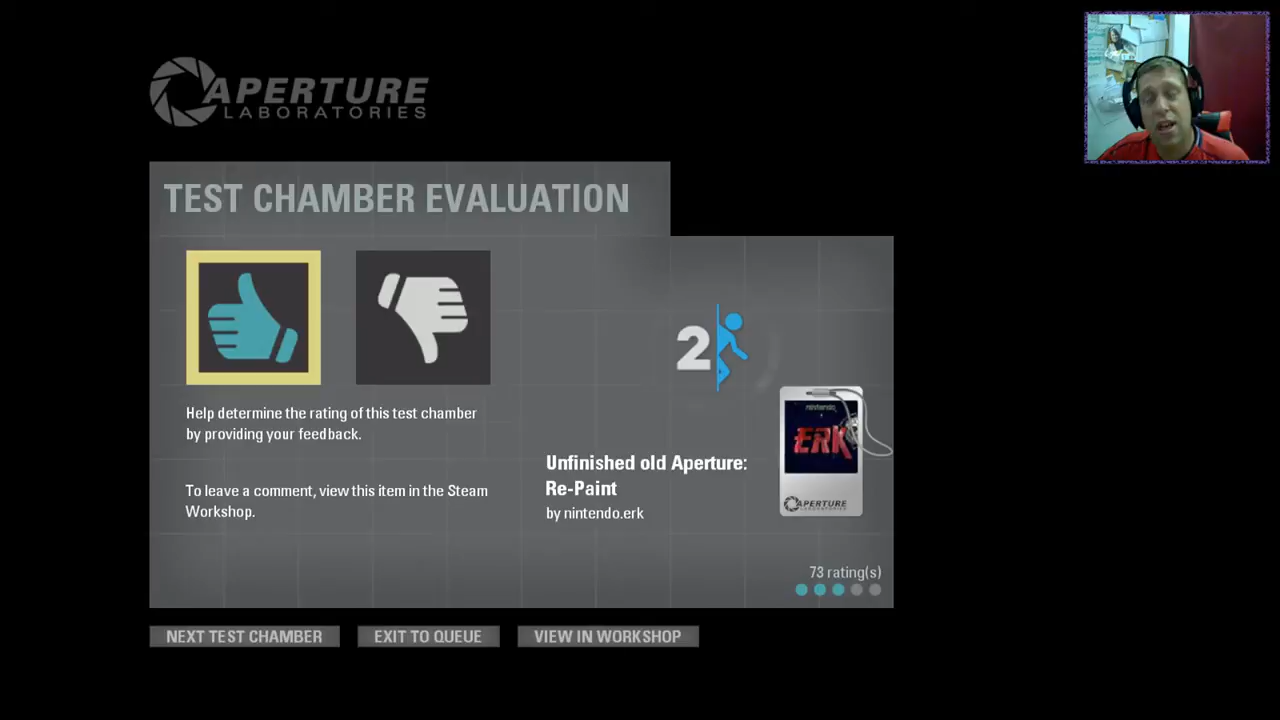 APERTURE
LABORATORIES
TEST CHAMBER EVALUATION
Help determine the rating of this test chamber
by providing your feedback.
To leave a comment, view this item in the Steam
Workshop.
2
Unfinished old Aperture:
Re-Paint
by nintendo.erk
nintendo
ERK
APERTURE
LABORATORIES
73 rating(s)
NEXT TEST CHAMBER
EXIT TO QUEUE
VIEW IN WORKSHOP